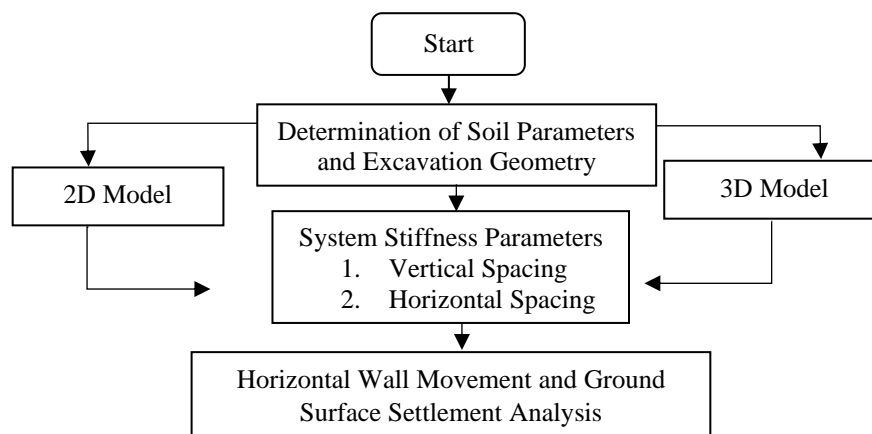 Start
Determination of Soil Parameters
and Excavation Geometry
2D Model
3D Model
System Stiffness Parameters
1. Vertical Spacing
2. Horizontal Spacing
Horizontal Wall Movement and Ground
Surface Settlement Analysis